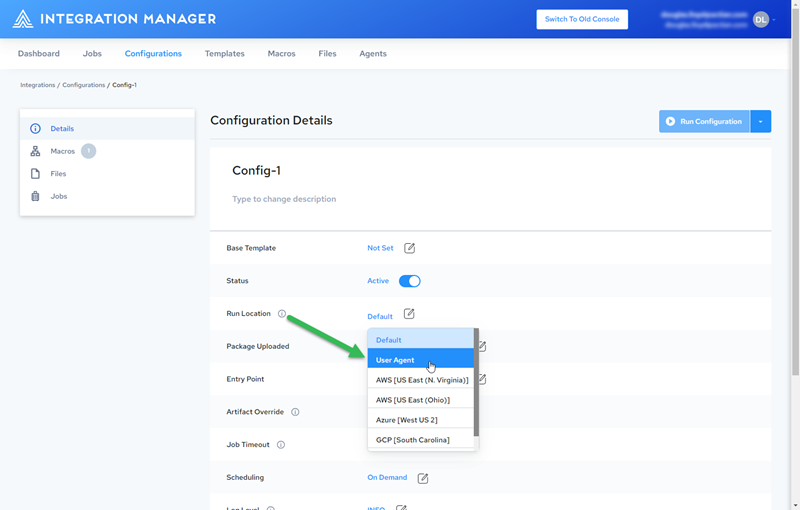 INTEGRATION MANAGER
Switch To Old Console
DL
Dashboard Jobs Configurations Templates Macros Files Agents
Integrations / Configurations / Config-1
Details
Macros 1
Files
Jobs
Configuration Details
Run Configuration
Config-1
Type to change description
Base Template Not Set
Status Active
Run Location Default
Default
Package Uploaded
User Agent
Entry Point
AWS [US East (N. Virginia)]
AWS [US East (Ohio)]
Artifact Override
Azure [West US 2]
Job Timeout
GCP [South Carolina]
Scheduling On Demand
Log Level INFO